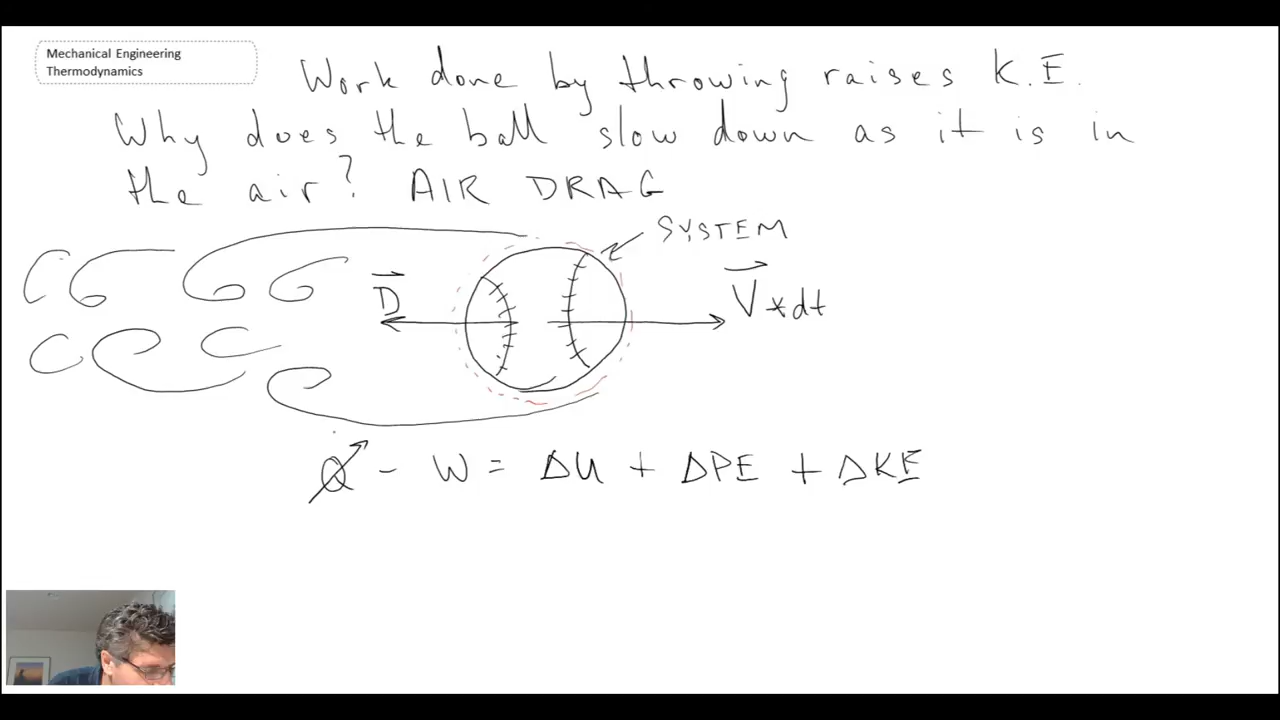 Mechanical Engineering
Thermodynamics
Work done by throwing raises K.E.
Why does the ball slow down as it is in
the air? AIR DRAG
SYSTEM
D
V * dt
Q - W = ΔU + ΔPE + ΔKE